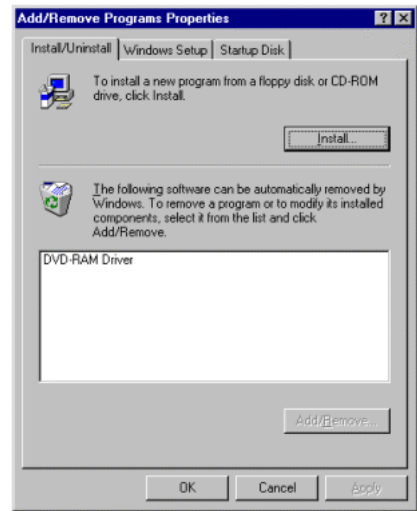 Add/Remove Programs Properties
Install/Uninstall Windows Setup Startup Disk
To install a new program from a floppy disk or CD-ROM
drive, click Install.
Install...
The following software can be automatically removed by
Windows. To remove a program or to modify its installed
components, select it from the list and click
Add/Remove.
DVD-RAM Driver
Add/Remove...
OK Cancel Apply